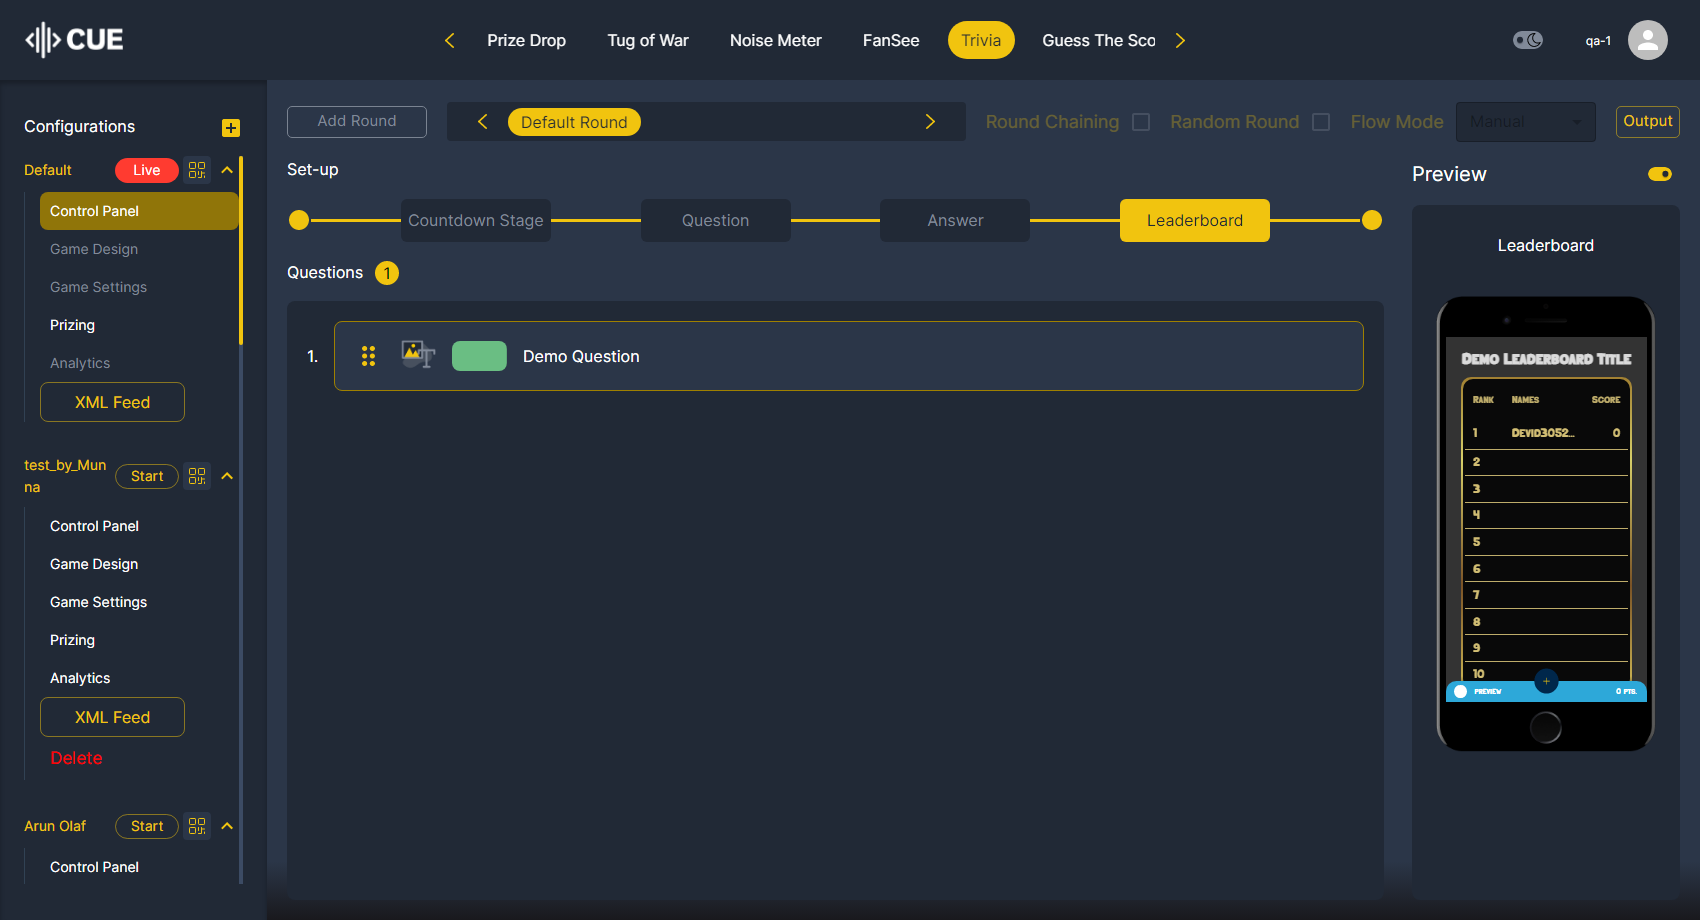 CUE
Prize Drop
Tug of War
Noise Meter
FanSee
Trivia
Guess The Sco
qa-1
Configurations
Default
Live
Control Panel
Game Design
Game Settings
Prizing
Analytics
XML Feed
test_by_Mun
na
Start
Control Panel
Game Design
Game Settings
Prizing
Analytics
XML Feed
Delete
Arun Olaf
Start
Control Panel
Add Round
Default Round
Round Chaining
Random Round
Flow Mode
Manual
Output
Set-up
Countdown Stage
Question
Answer
Leaderboard
Questions 1
1.
Demo Question
Preview
Leaderboard
Demo Leaderboard Title
Rank Names Score
1 Devid3052... 0
2
3
4
5
6
7
8
9
10
+
PREVIEW
0 PTS.